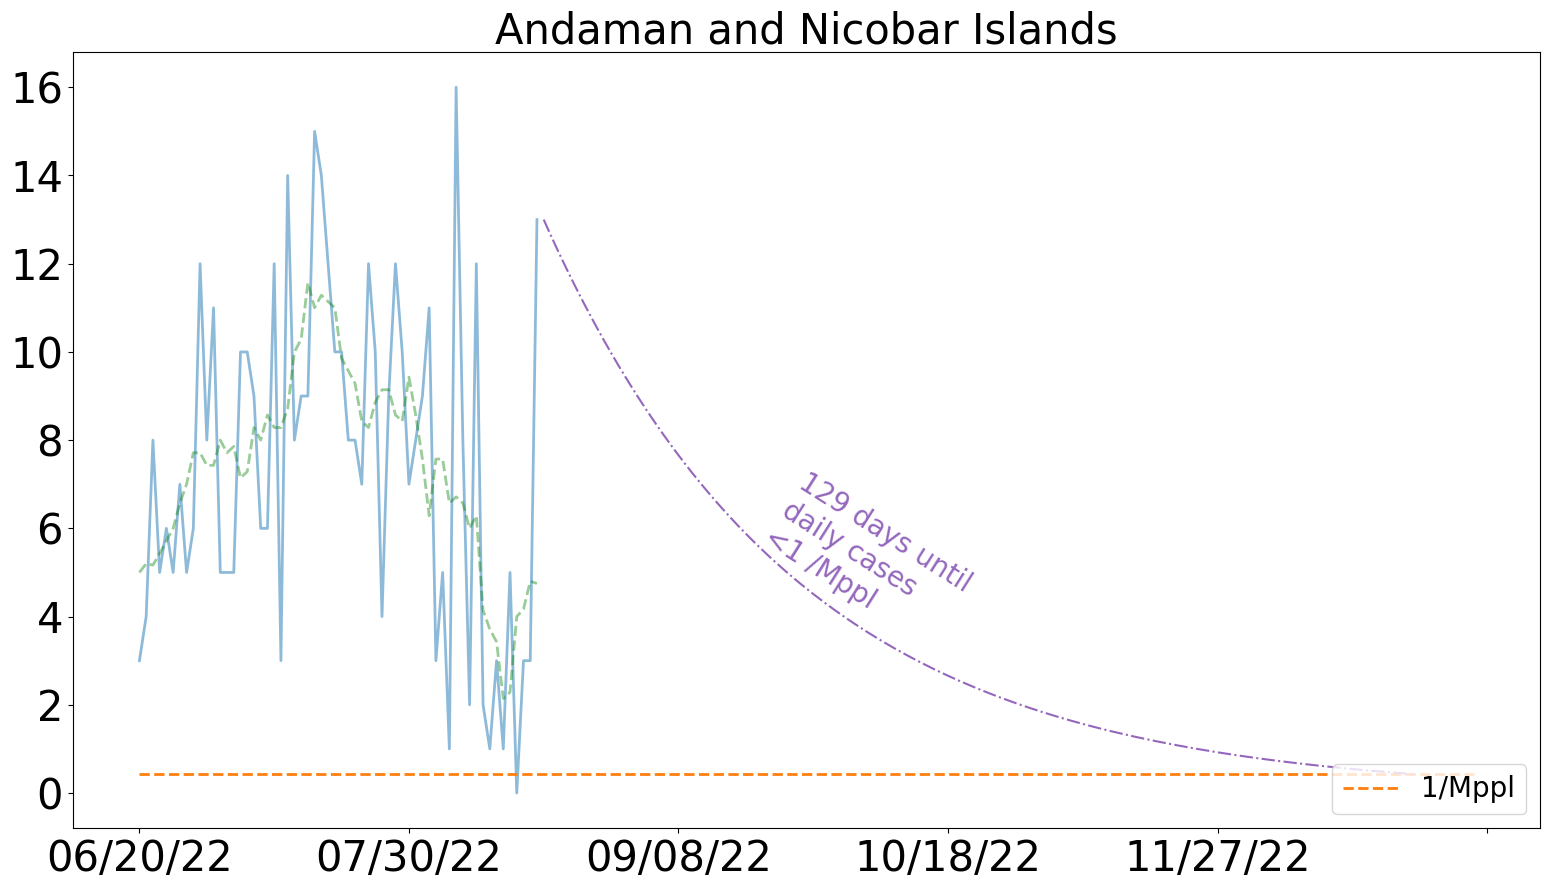 Andaman and Nicobar Islands
16
14
12
10
8
6
4
2
0
129 days until
daily cases
<1 /Mppl
1/Mppl
06/20/22
07/30/22
09/08/22
10/18/22
11/27/22